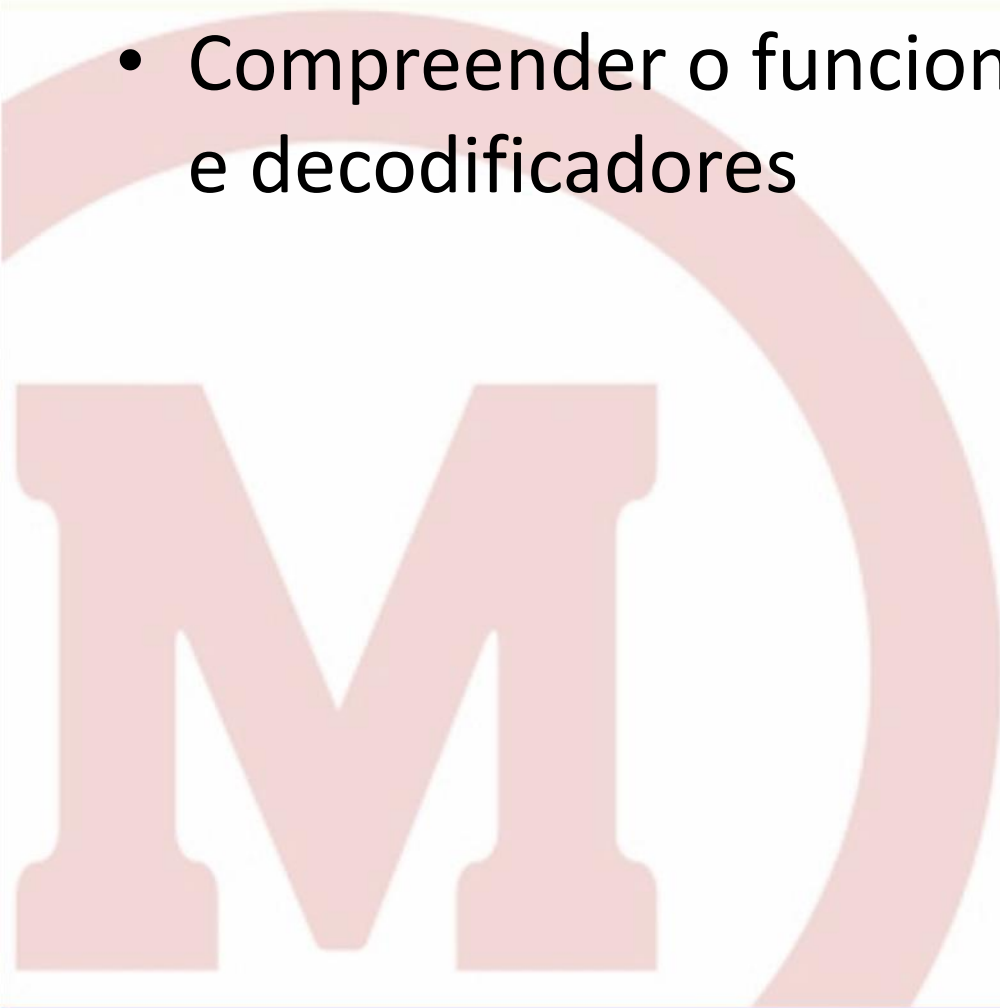 • Compreender o funcion
e decodificadores
M